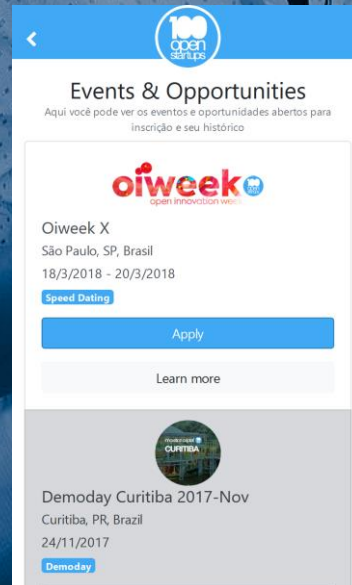 100
open
startups
Events & Opportunities
Aqui você pode ver os eventos e oportunidades abertos para
inscrição e seu histórico
oiweek
open innovation week
Oiweek X
São Paulo, SP, Brasil
18/3/2018 - 20/3/2018
Speed Dating
Apply
Learn more
CURITIBA
Demoday Curitiba 2017-Nov
Curitiba, PR, Brazil
24/11/2017
Demoday